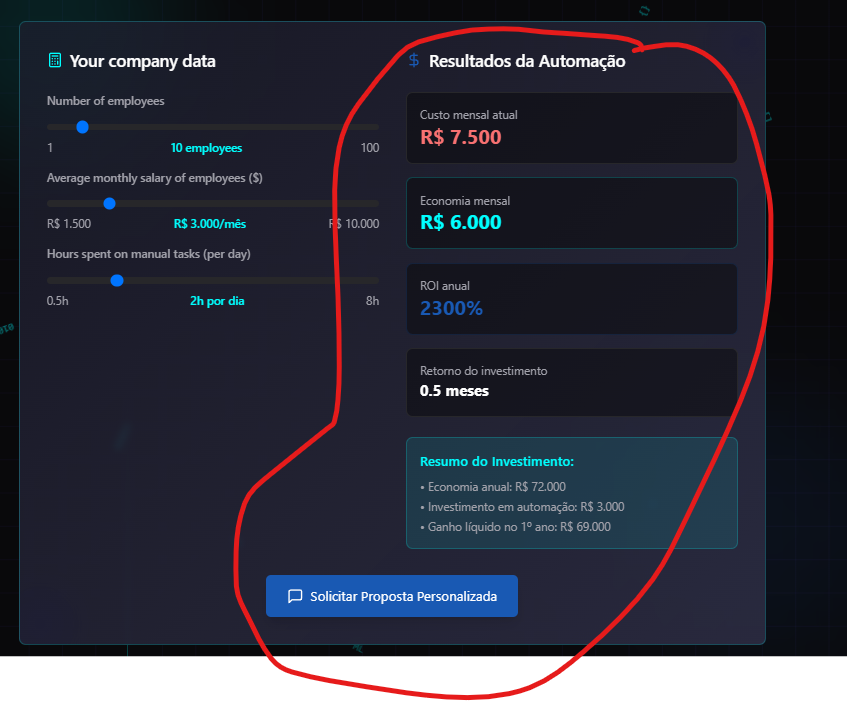 Your company data
Number of employees
1 10 employees 100
Average monthly salary of employees ($)
R$ 1.500 R$ 3.000/mês R$ 10.000
Hours spent on manual tasks (per day)
0.5h 2h por dia 8h
Resultados da Automação
Custo mensal atual
R$ 7.500
Economia mensal
R$ 6.000
ROI anual
2300%
Retorno do investimento
0.5 meses
Resumo do Investimento:
• Economia anual: R$ 72.000
• Investimento em automação: R$ 3.000
• Ganho líquido no 1º ano: R$ 69.000
Solicitar Proposta Personalizada